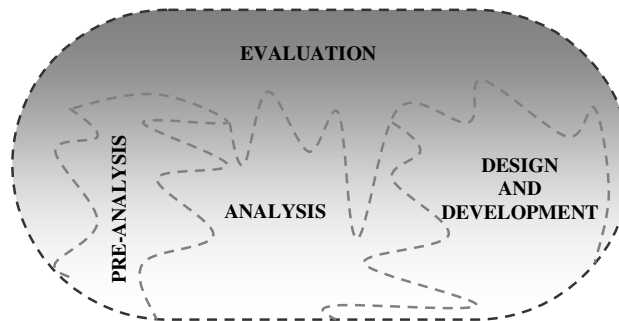 EVALUATION
PRE-ANALYSIS
ANALYSIS
DESIGN
AND
DEVELOPMENT